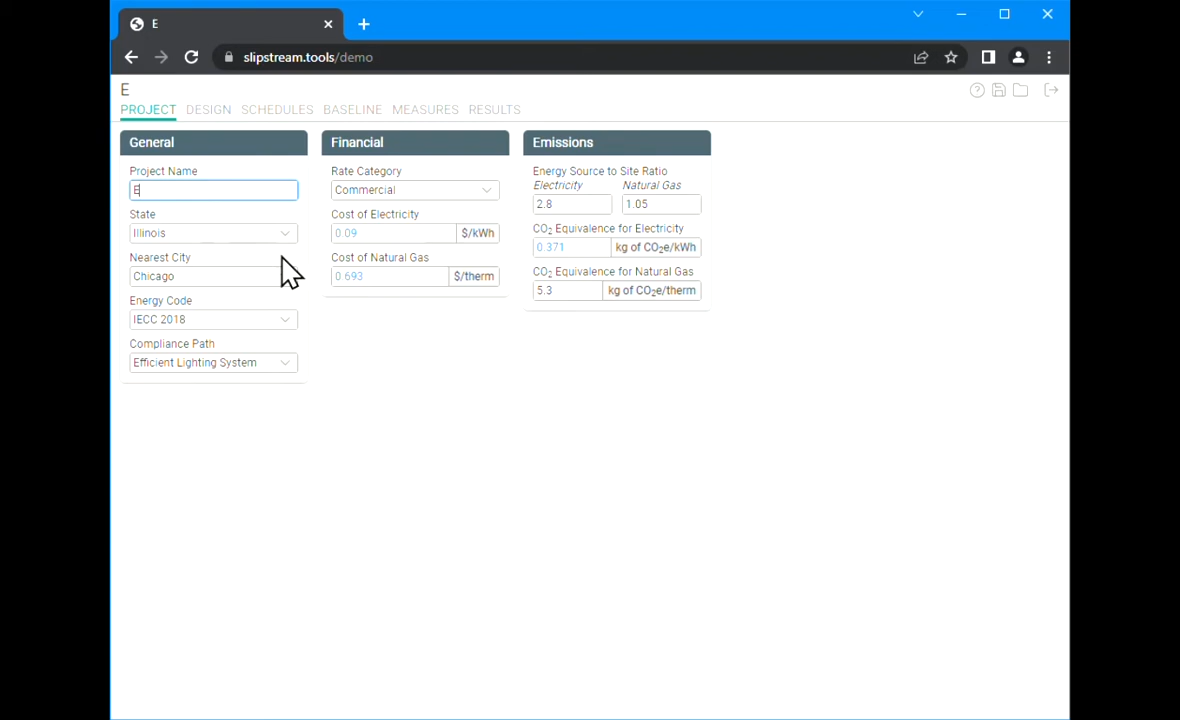 E
slipstream.tools/demo
E
PROJECT DESIGN SCHEDULES BASELINE MEASURES RESULTS
General
Project Name
E
State
Illinois
Nearest City
Chicago
Energy Code
IECC 2018
Compliance Path
Efficient Lighting System
Financial
Rate Category
Commercial
Cost of Electricity
0.09 $/kWh
Cost of Natural Gas
0.693 $/therm
Emissions
Energy Source to Site Ratio
Electricity Natural Gas
2.8 1.05
CO2 Equivalence for Electricity
0.371 kg of CO2e/kWh
CO2 Equivalence for Natural Gas
5.3 kg of CO2e/therm